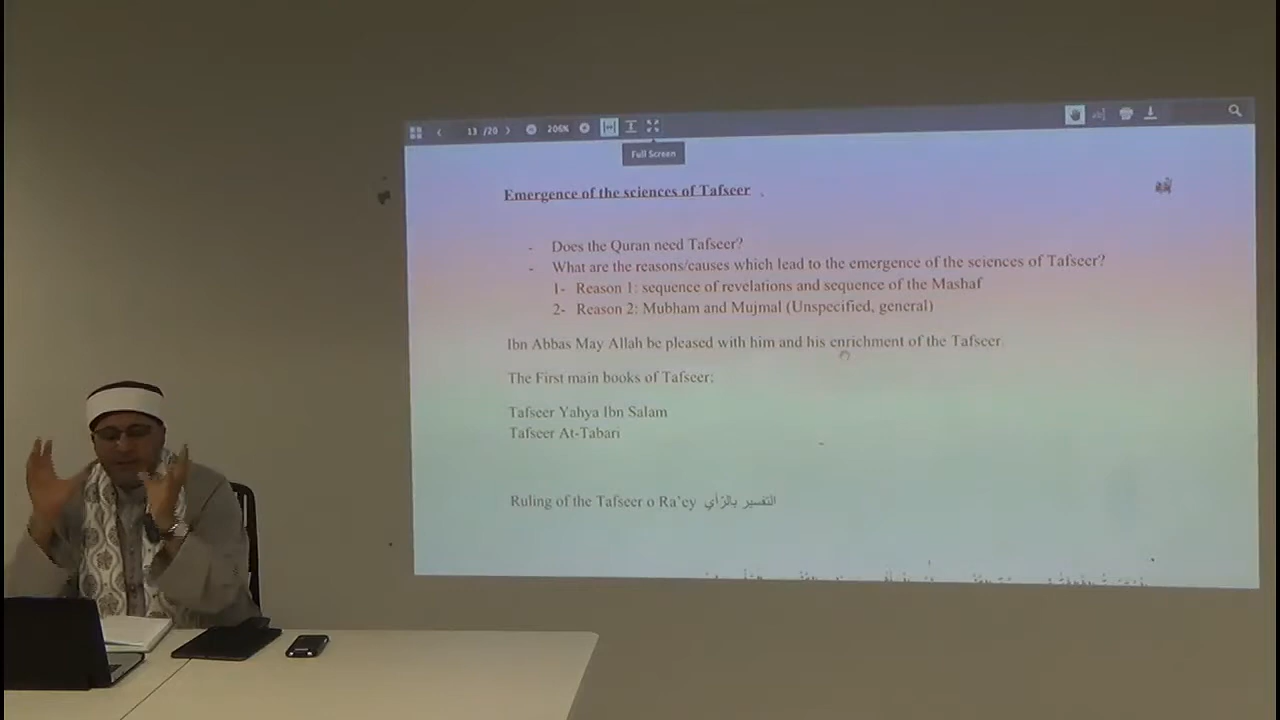 13 /20
206%
Full Screen
Emergence of the sciences of Tafseer .
- Does the Quran need Tafseer?
- What are the reasons/causes which lead to the emergence of the sciences of Tafseer?
1- Reason 1: sequence of revelations and sequence of the Mashaf
2- Reason 2: Mubham and Mujmal (Unspecified, general)
Ibn Abbas May Allah be pleased with him and his enrichment of the Tafseer
The First main books of Tafseer:
Tafseer Yahya Ibn Salam
Tafseer At-Tabari
Ruling of the Tafseer o Ra'ey التفسير بالرّأي